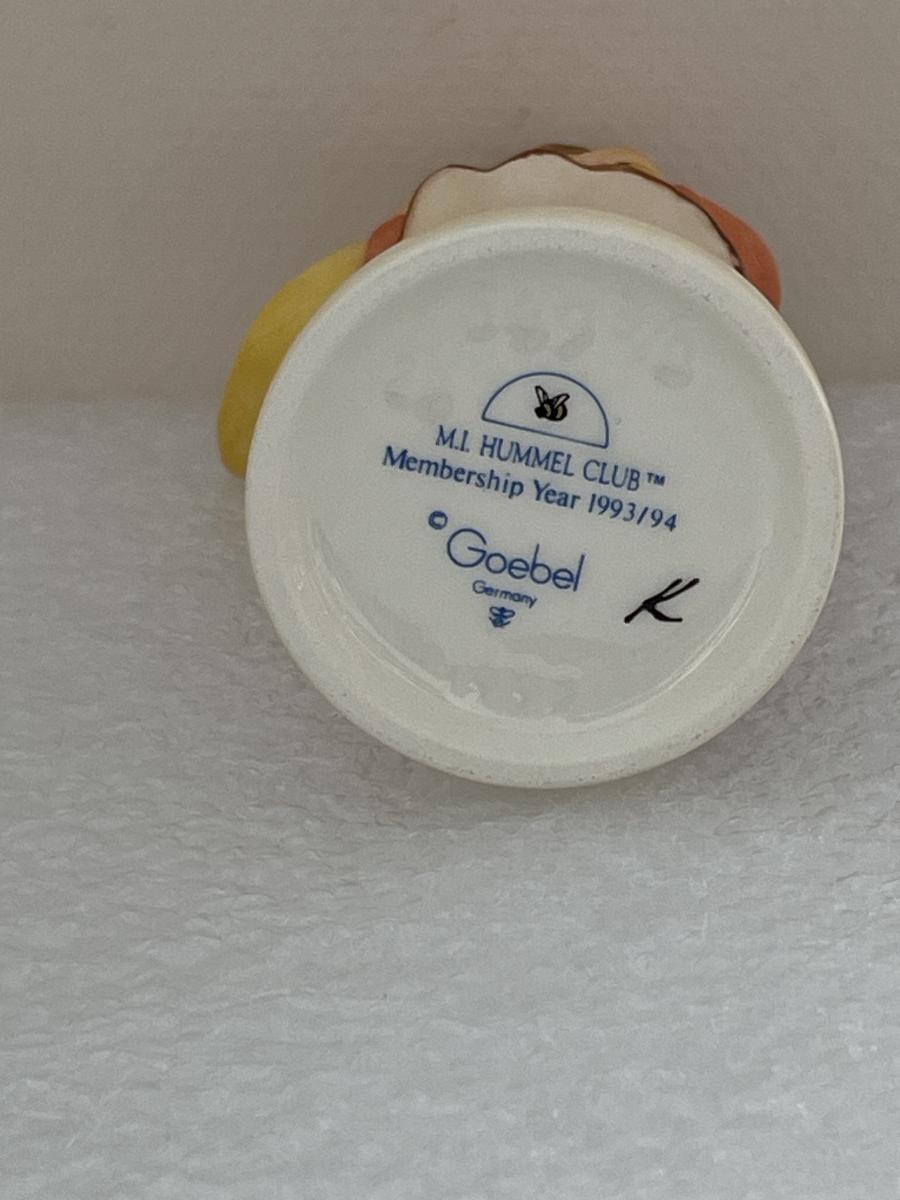 M.I. HUMMEL CLUB™
Membership Year 1993/94
© Goebel
Germany
K